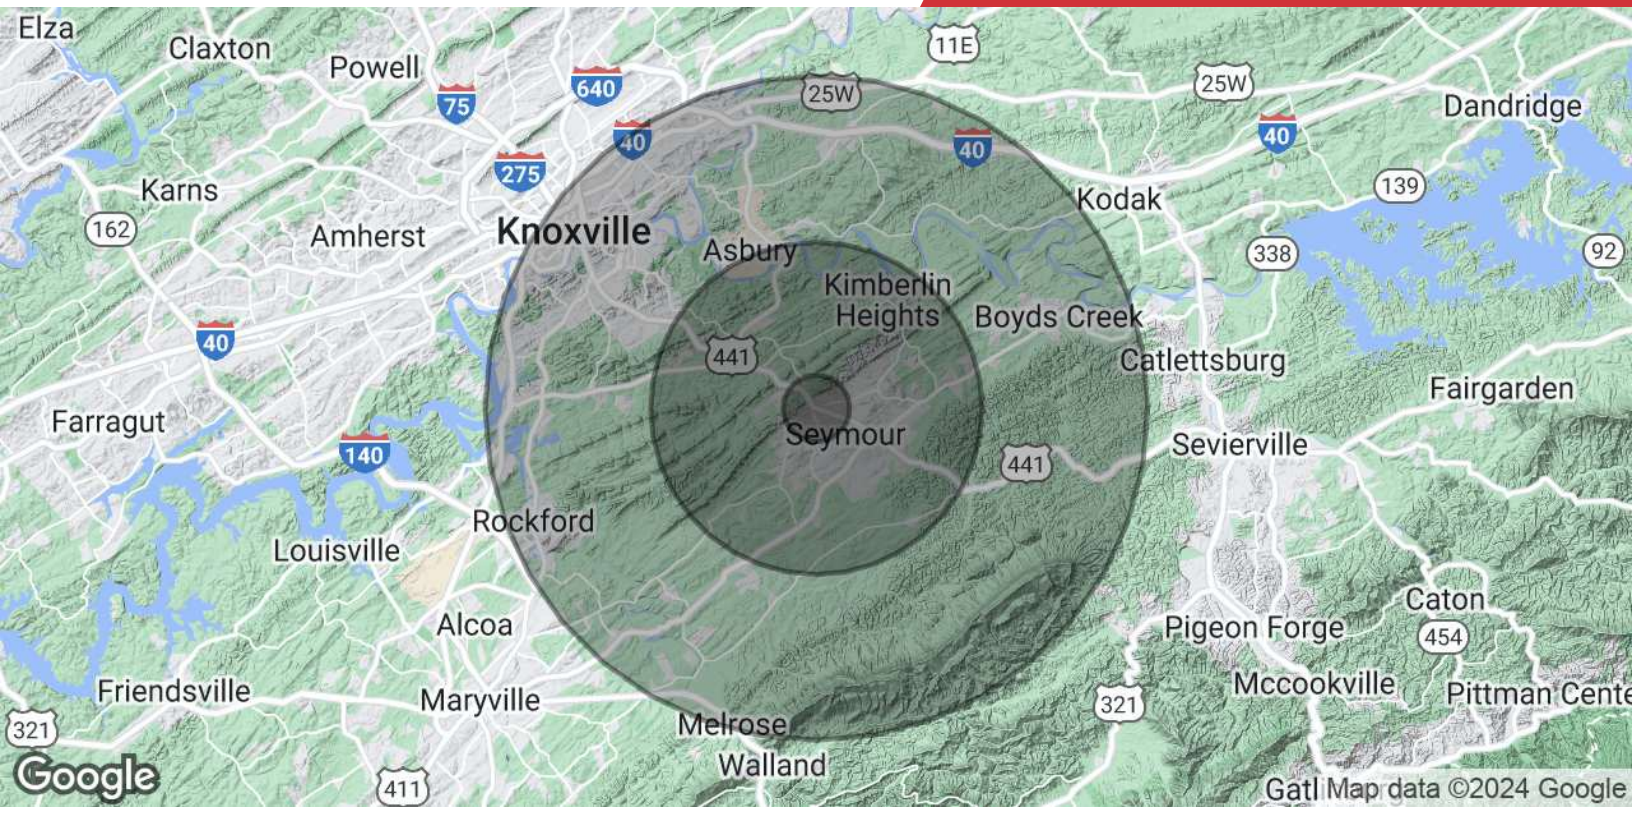 Elza
Claxton
Powell
11E
640
75
25W
25W
Dandridge
40
40
40
275
139
Karns
Kodak
162
Knoxville
Amherst
Asbury
338
92
Kimberlin
Heights
Boyds Creek
40
441
Catlettsburg
Fairgarden
Farragut
Seymour
140
441
Sevierville
Rockford
Louisville
Caton
Alcoa
Pigeon Forge
454
Friendsville
Maryville
Mccookville
Pittman Cente
321
321
Melrose
Walland
Google
411
Gatl
Map data ©2024 Google